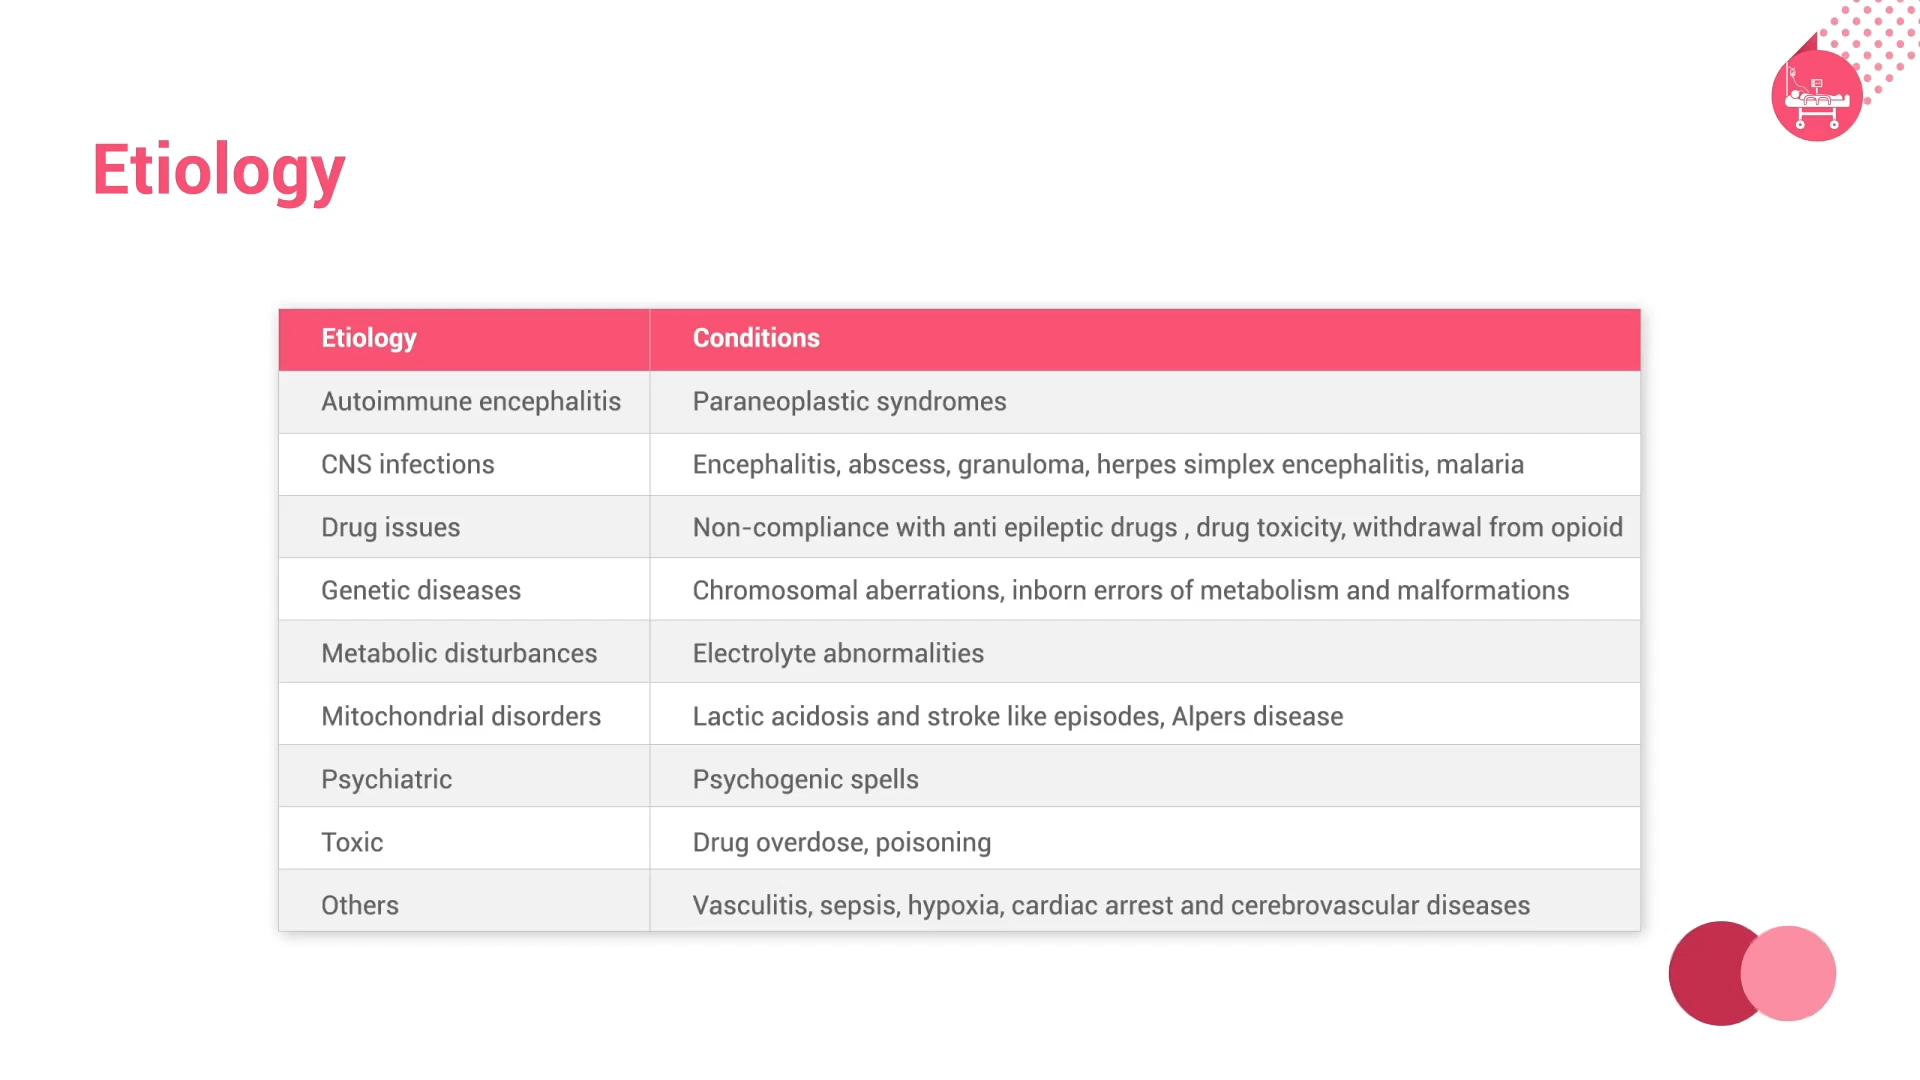 Etiology
Etiology Conditions
Autoimmune encephalitis Paraneoplastic syndromes
CNS infections Encephalitis, abscess, granuloma, herpes simplex encephalitis, malaria
Drug issues Non-compliance with anti epileptic drugs , drug toxicity, withdrawal from opioid
Genetic diseases Chromosomal aberrations, inborn errors of metabolism and malformations
Metabolic disturbances Electrolyte abnormalities
Mitochondrial disorders Lactic acidosis and stroke like episodes, Alpers disease
Psychiatric Psychogenic spells
Toxic Drug overdose, poisoning
Others Vasculitis, sepsis, hypoxia, cardiac arrest and cerebrovascular diseases